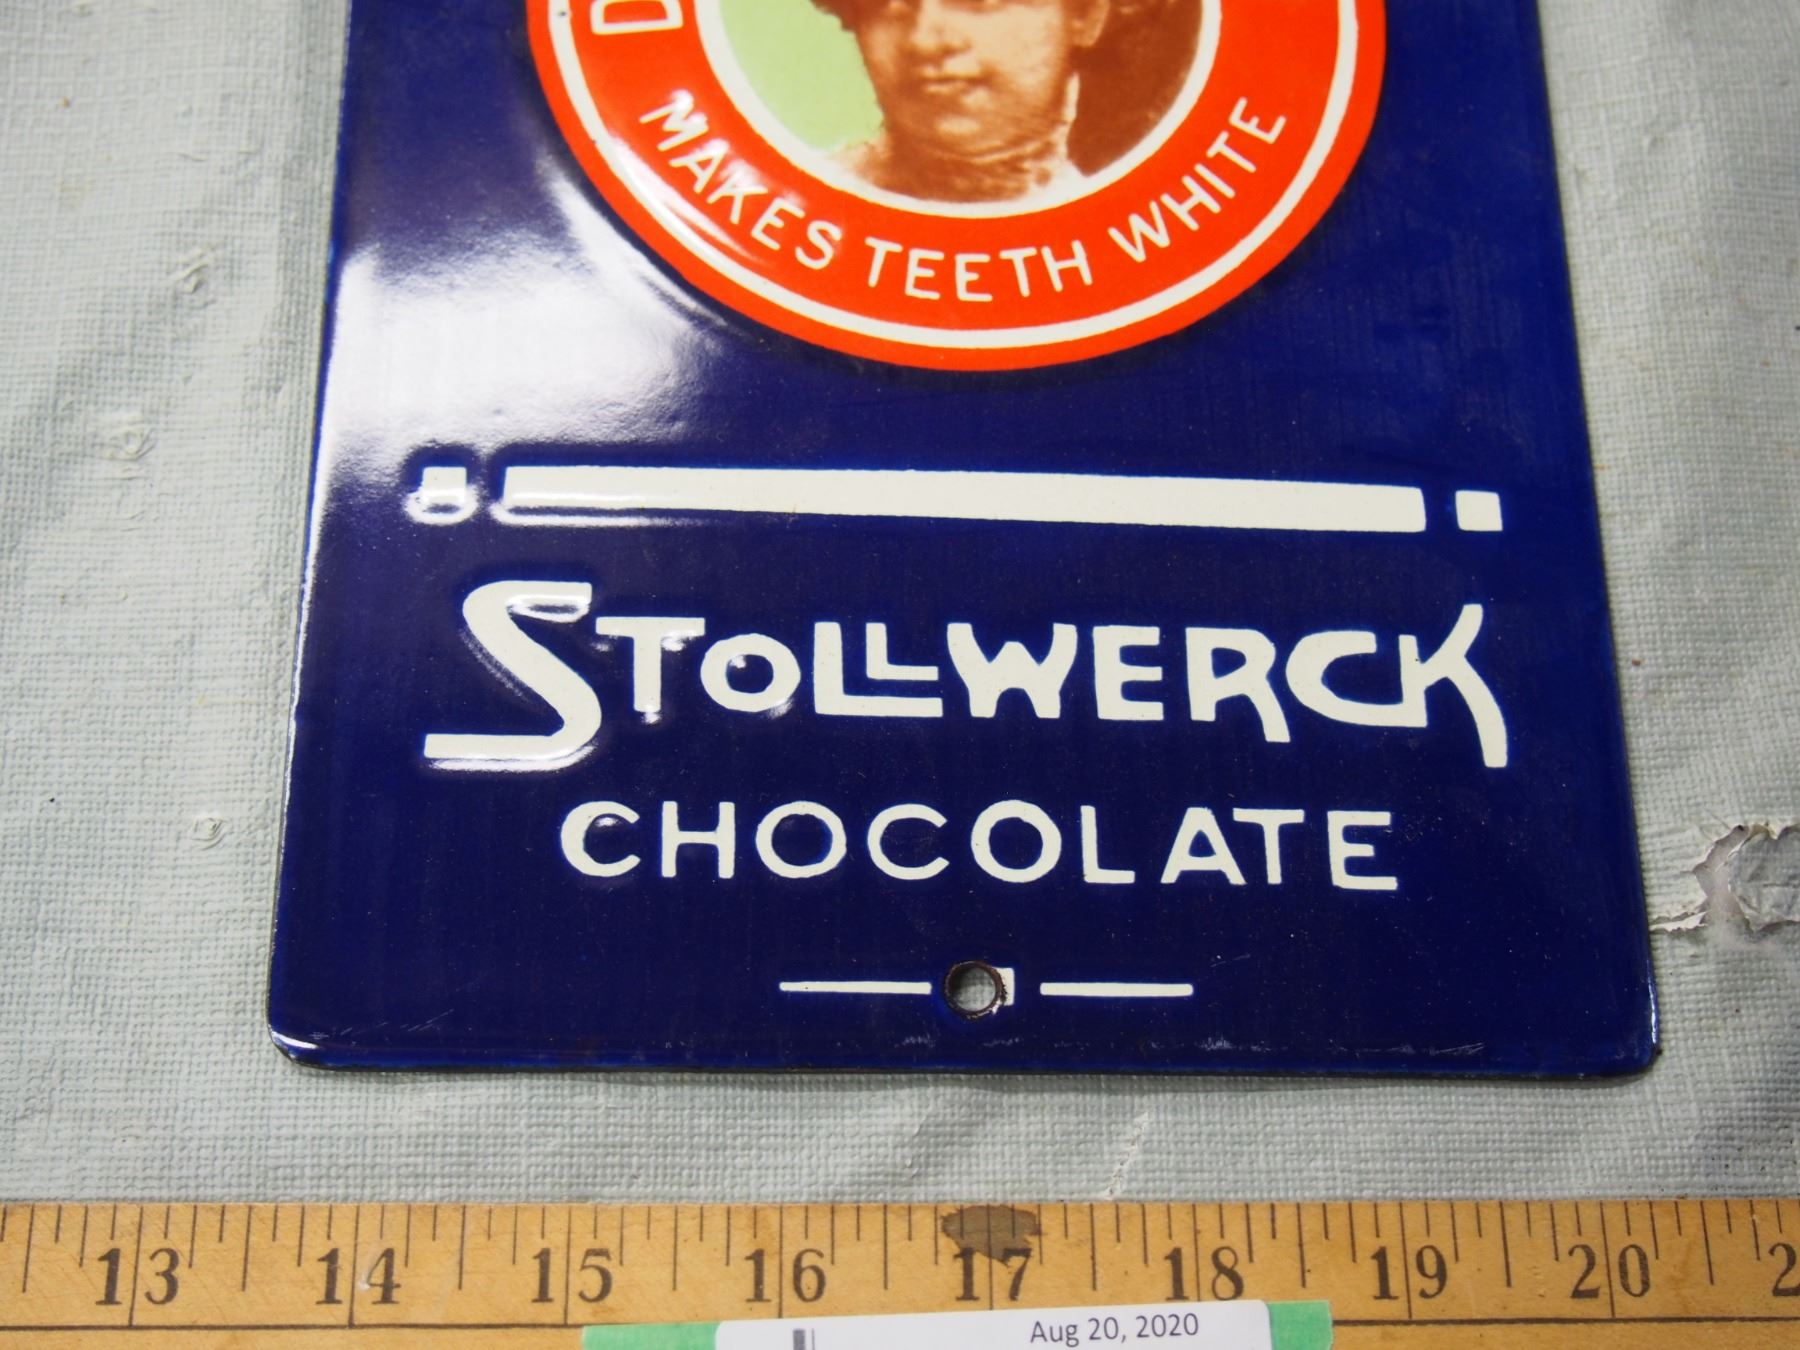 MAKES TEETH WHITE
STOLLWERCK
CHOCOLATE
13 14 15 16 17 18 19 20
Aug 20, 2020